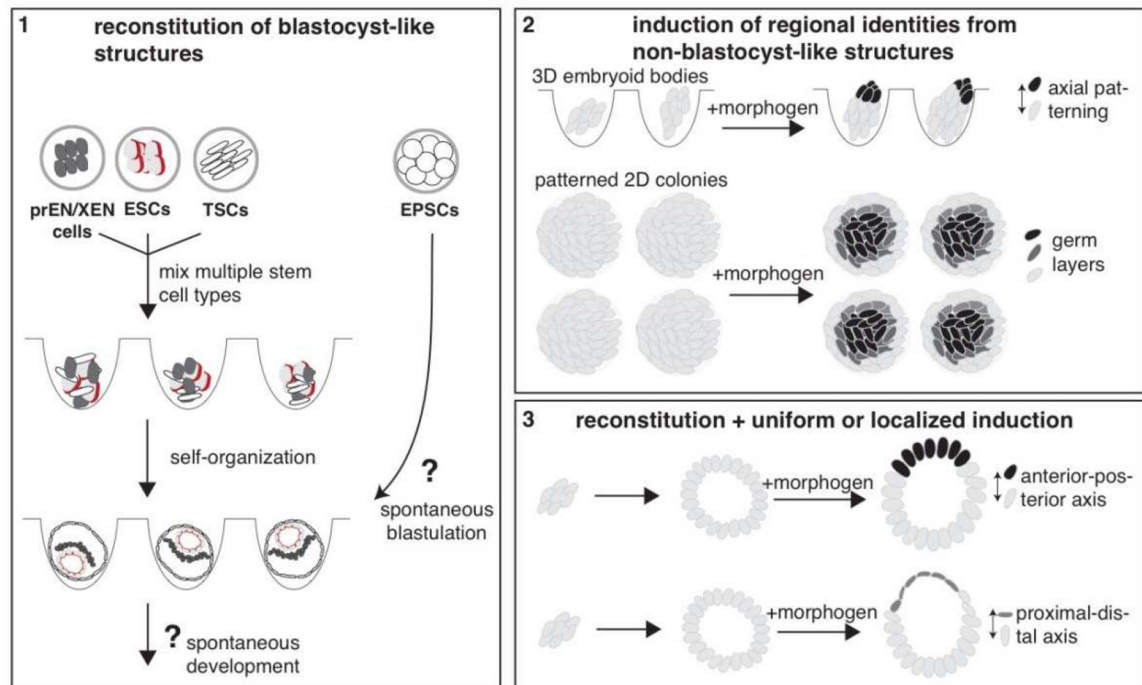 1 reconstitution of blastocyst-like
structures
prEN/XEN
cells
ESCs
TSCs
EPSCs
mix multiple stem
cell types
self-organization
?
spontaneous
blastulation
? spontaneous
development
2 induction of regional identities from
non-blastocyst-like structures
3D embryoid bodies
+morphogen
axial pat-
terning
patterned 2D colonies
+morphogen
germ
layers
3 reconstitution + uniform or localized induction
+morphogen
anterior-pos-
terior axis
+morphogen
proximal-dis-
tal axis